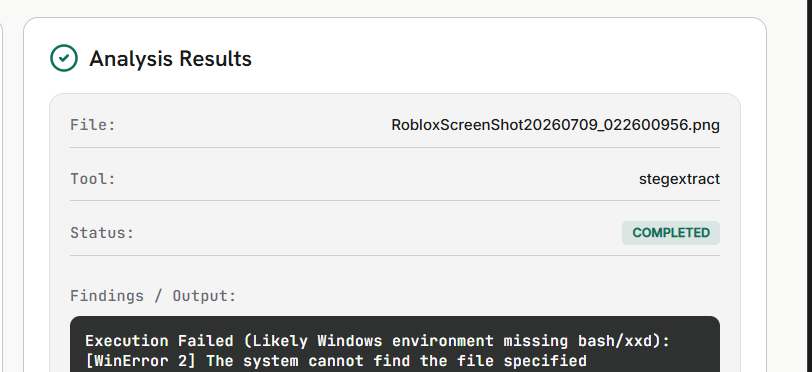 Analysis Results
File: RobloxScreenShot20260709_022600956.png
Tool: stegextract
Status: COMPLETED
Findings / Output:
Execution Failed (Likely Windows environment missing bash/xxd):
[WinError 2] The system cannot find the file specified